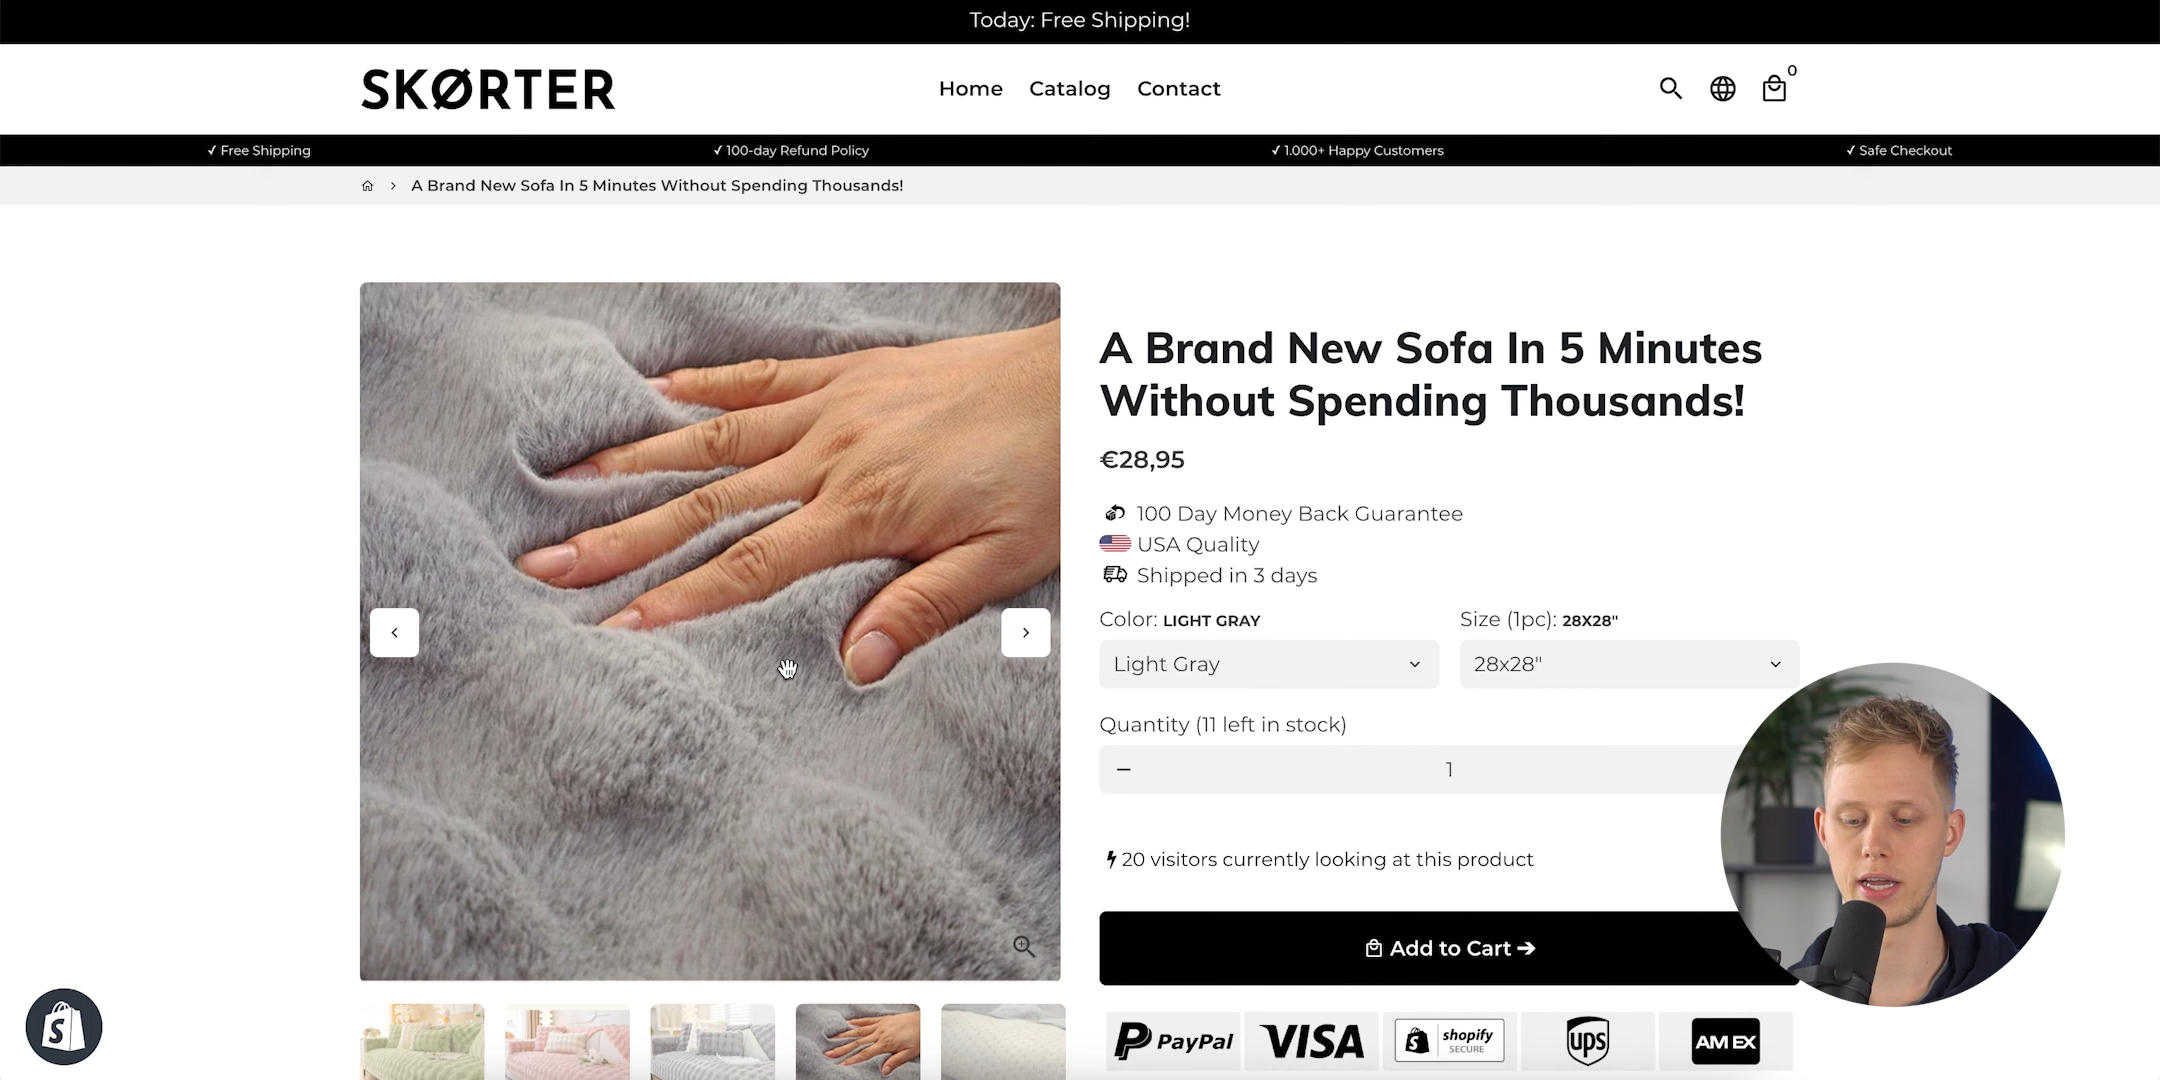 Today: Free Shipping!
SKØRTER
Home Catalog Contact
0
✓ Free Shipping ✓ 100-day Refund Policy ✓ 1.000+ Happy Customers ✓ Safe Checkout
A Brand New Sofa In 5 Minutes Without Spending Thousands!
A Brand New Sofa In 5 Minutes
Without Spending Thousands!
€28,95
100 Day Money Back Guarantee
USA Quality
Shipped in 3 days
Color: LIGHT GRAY Size (1pc): 28X28"
Light Gray 28x28"
Quantity (11 left in stock)
1
20 visitors currently looking at this product
Add to Cart ➔
PayPal VISA shopify SECURE ups AM EX